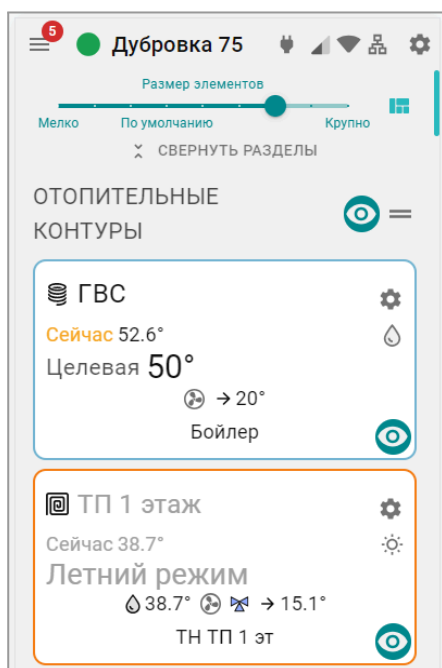 5
Дубровка 75
Размер элементов
Мелко По умолчанию Крупно
СВЕРНУТЬ РАЗДЕЛЫ
ОТОПИТЕЛЬНЫЕ
КОНТУРЫ
ГВС
Сейчас 52.6°
Целевая 50°
→ 20°
Бойлер
ТП 1 этаж
Сейчас 38.7°
Летний режим
38.7° → 15.1°
ТН ТП 1 эт